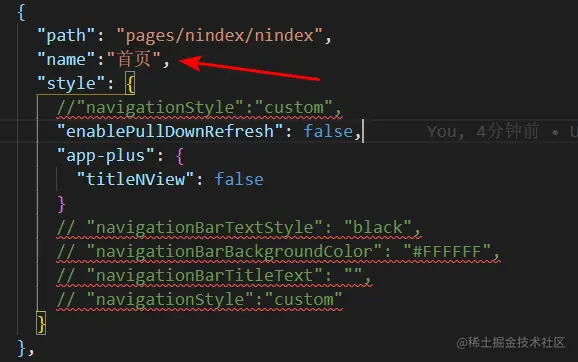 {
"path": "pages/nindex/nindex",
"name":"首页",
"style": {
//"navigationStyle":"custom",
"enablePullDownRefresh": false, You, 4分钟前 •
"app-plus": {
"titleNView": false
}
// "navigationBarTextStyle": "black",
// "navigationBarBackgroundColor": "#FFFFFF",
// "navigationBarTitleText": "",
// "navigationStyle":"custom"
}
},
@稀土掘金技术社区